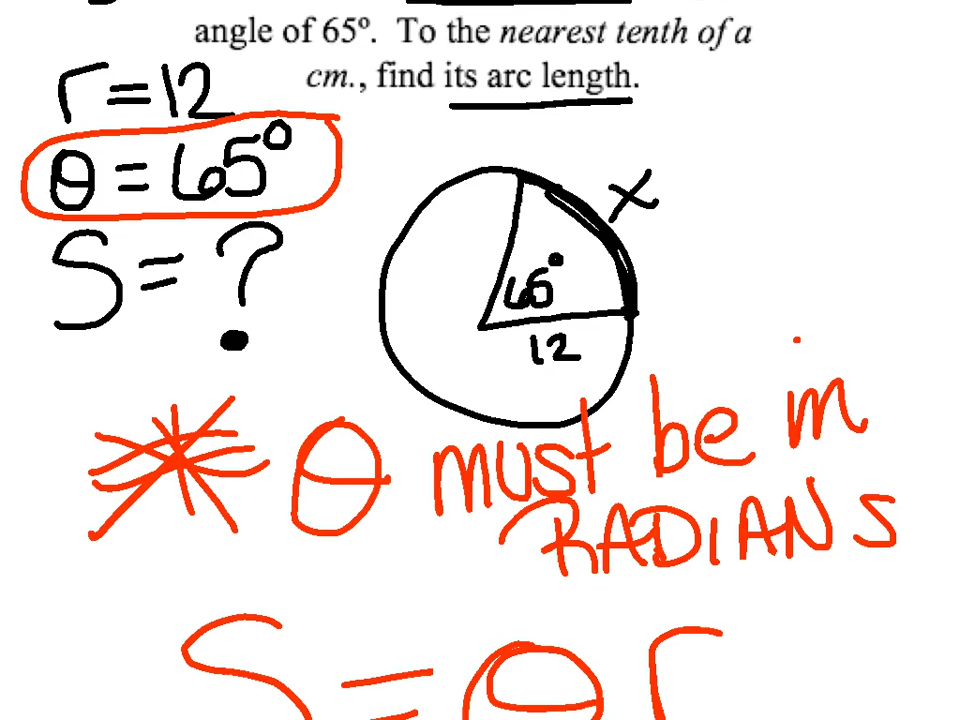 angle of 65º. To the nearest tenth of a
cm., find its arc length.
r = 12
θ = 65°
S = ?
x
65°
12
* θ must be in
RADIANS
S = θ r